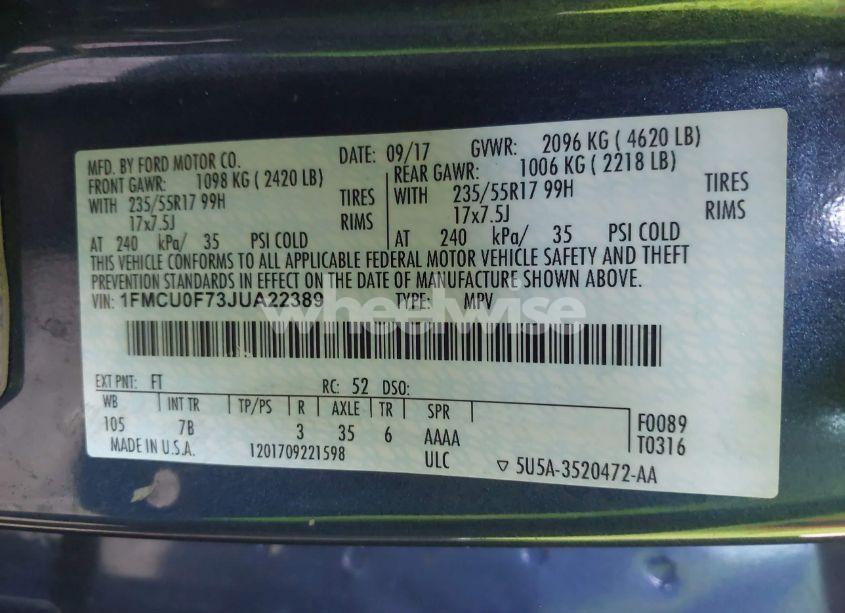 MFD. BY FORD MOTOR CO. DATE: 09/17 GVWR: 2096 KG ( 4620 LB)
FRONT GAWR: 1098 KG ( 2420 LB) REAR GAWR: 1006 KG ( 2218 LB)
WITH 235/55R17 99H TIRES WITH 235/55R17 99H TIRES
17x7.5J RIMS 17x7.5J RIMS
AT 240 kPa/ 35 PSI COLD AT 240 kPa/ 35 PSI COLD
THIS VEHICLE CONFORMS TO ALL APPLICABLE FEDERAL MOTOR VEHICLE SAFETY AND THEFT
PREVENTION STANDARDS IN EFFECT ON THE DATE OF MANUFACTURE SHOWN ABOVE.
VIN: 1FMCU0F73JUA22389 TYPE: MPV
wheelwise
EXT PNT: FT RC: 52 DSO:
WB INT TR TP/PS R AXLE TR SPR F0089
105 7B 3 35 6 AAAA T0316
MADE IN U.S.A. 1201709221598 ULC ▽ 5U5A-3520472-AA